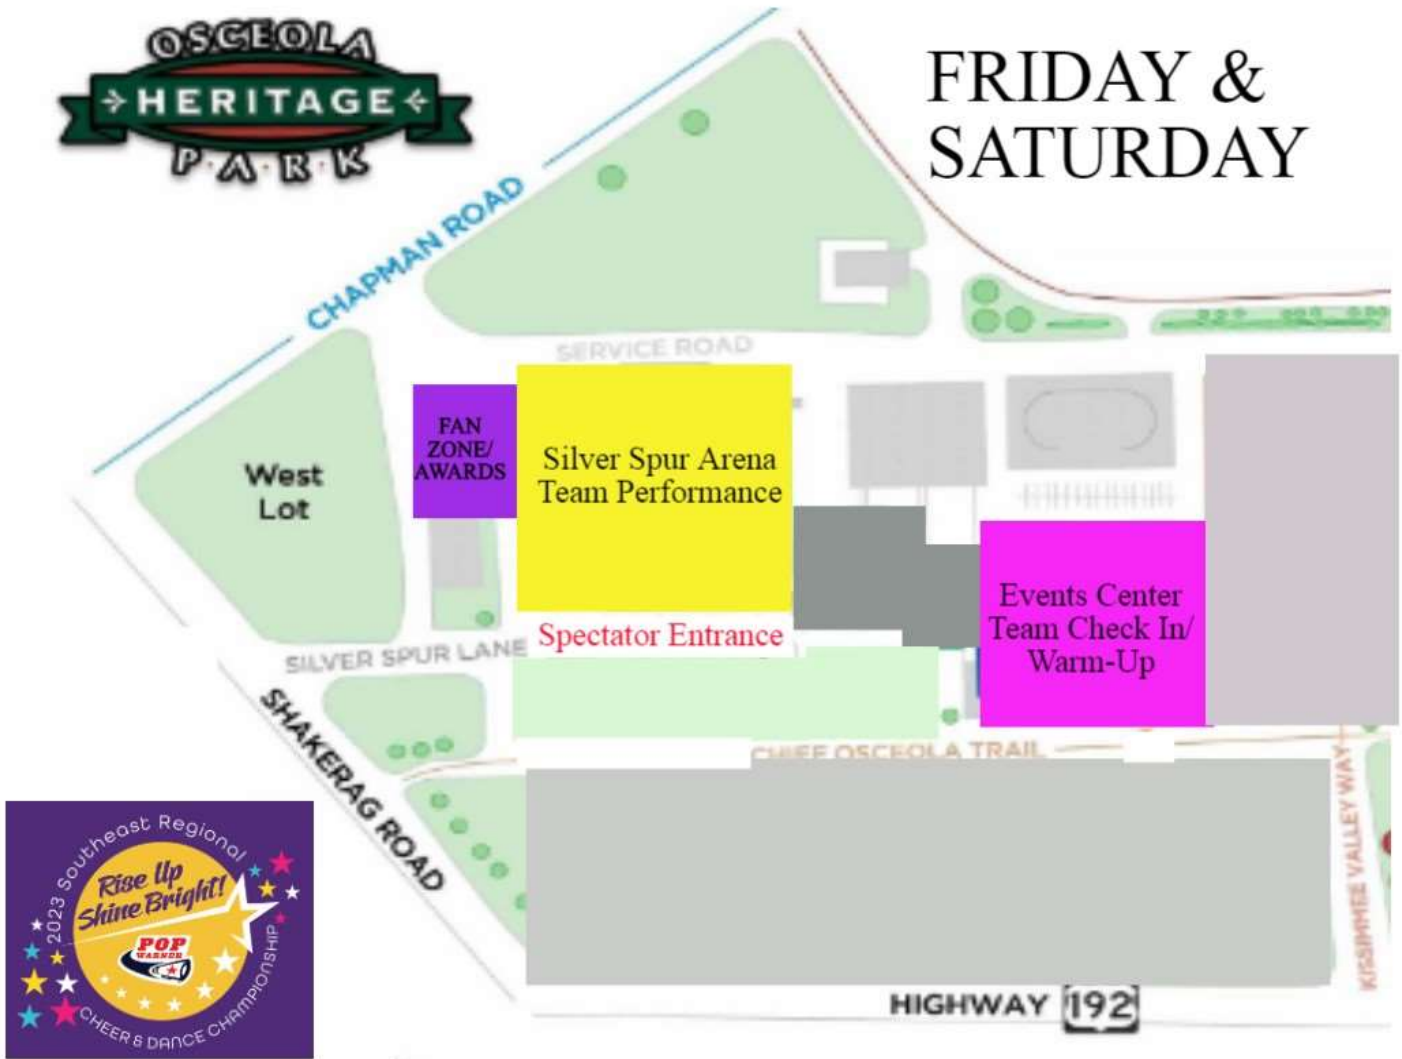 OSCEOLA
HERITAGE
P·A·R·K
FRIDAY &
SATURDAY
CHAPMAN ROAD
SERVICE ROAD
West
Lot
FAN
ZONE/
AWARDS
Silver Spur Arena
Team Performance
Spectator Entrance
Events Center
Team Check In/
Warm-Up
SILVER SPUR LANE
SHAKERAG ROAD
CHIEF OSCEOLA TRAIL
KISSIMMEE VALLEY WAY
HIGHWAY 192
2023 Southeast Regional
Rise Up
Shine Bright!
POP
WARNER
CHEER & DANCE CHAMPIONSHIP